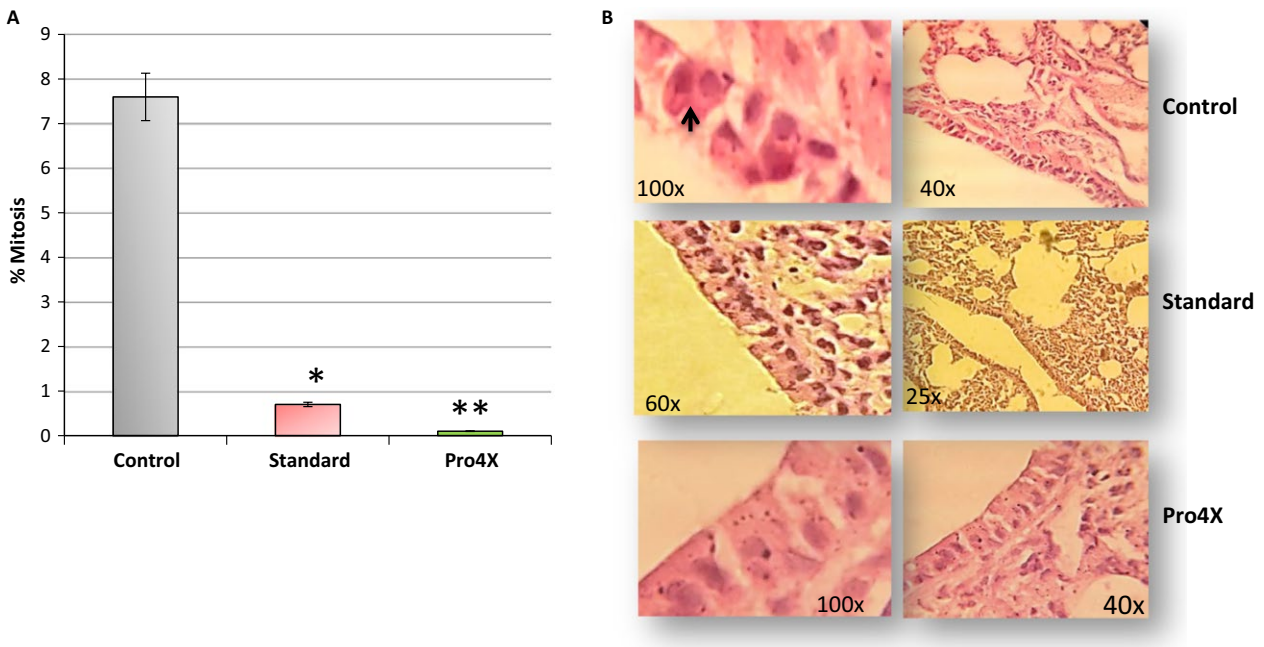 A
9
8
7
6
5
4
3
2
1
0
% Mitosis
*
**
Control
Standard
Pro4X
B
100x
40x
Control
60x
25x
Standard
100x
40x
Pro4X